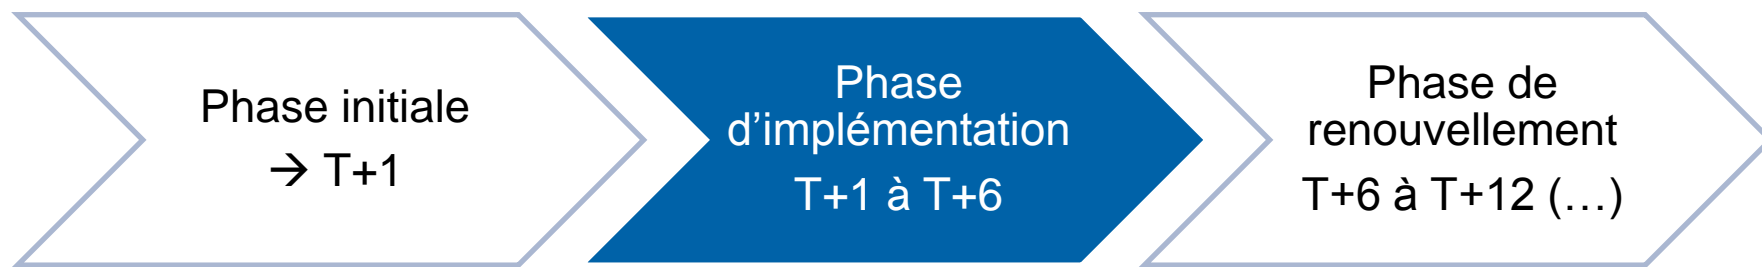 Phase initiale
→ T+1
Phase
d’implémentation
T+1 à T+6
Phase de
renouvellement
T+6 à T+12 (…)